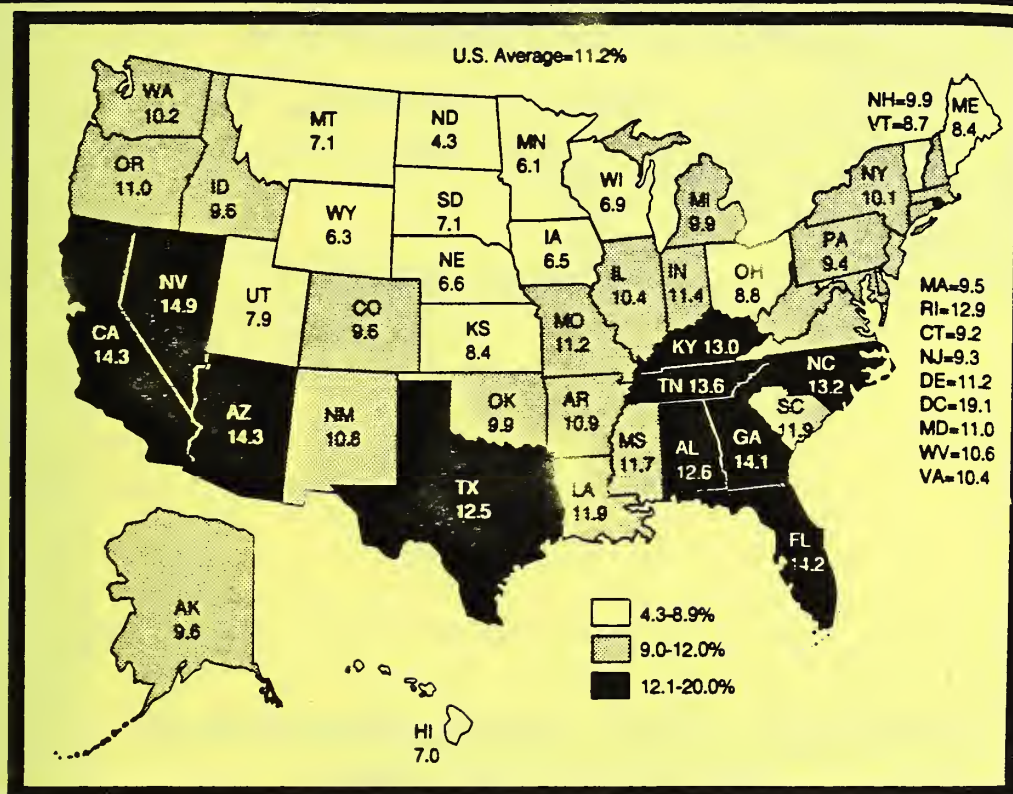 U.S. Average=11.2%
WA
10.2
MT
7.1
ND
4.3
MN
6.1
NH=9.9
VT=8.7
ME
8.4
OR
11.0
ID
9.6
WY
6.3
SD
7.1
WI
6.9
MI
9.9
NY
10.1
NV
14.9
UT
7.9
CO
9.6
NE
6.6
IA
6.5
IL
10.4
IN
11.4
OH
8.8
PA
9.4
CA
14.3
KS
8.4
MO
11.2
KY 13.0
MA=9.5
RI=12.9
CT=9.2
NJ=9.3
DE=11.2
DC=19.1
MD=11.0
WV=10.6
VA=10.4
AZ
14.3
NM
10.8
OK
9.9
AR
10.9
TN 13.6
NC
13.2
SC
11.9
TX
12.5
LA
11.9
MS
11.7
AL
12.6
GA
14.1
FL
14.2
AK
9.6
HI
7.0
4.3-8.9%
9.0-12.0%
12.1-20.0%